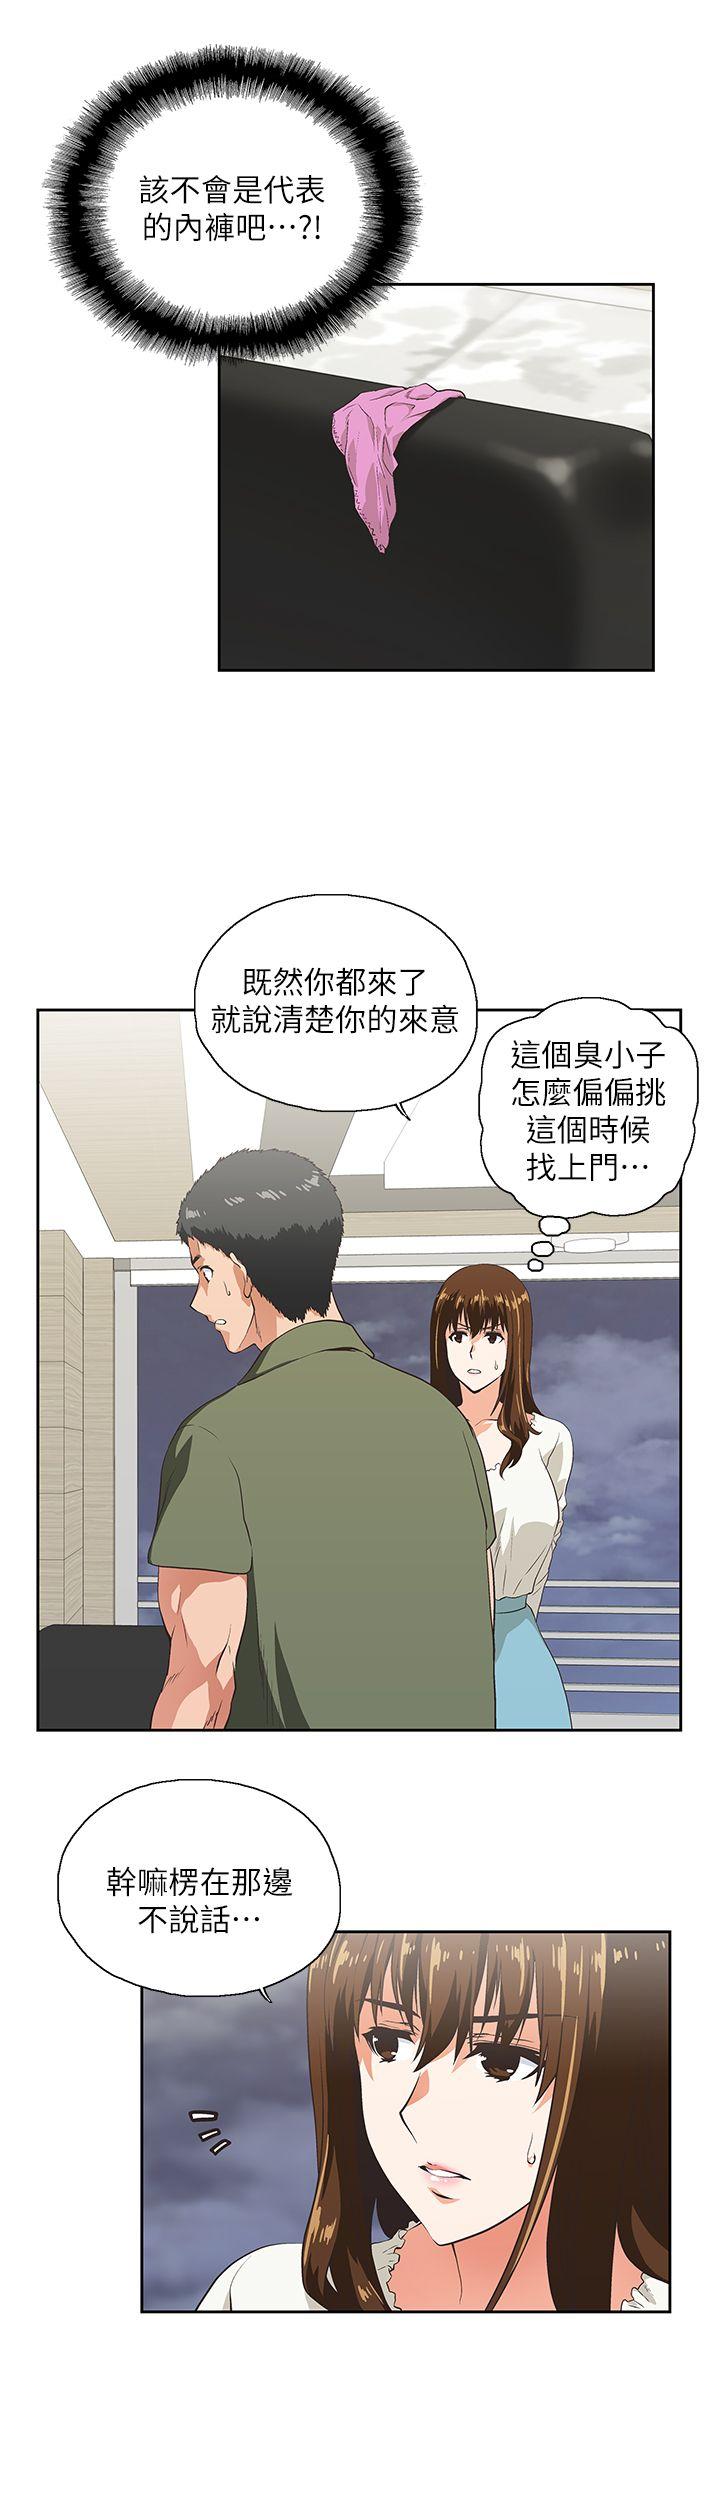 該不會是代表
的內褲吧⋯?!
既然你都來了
就說清楚你的來意
這個臭小子
怎麼偏偏挑
這個時候
找上門⋯
幹嘛楞在那邊
不說話⋯